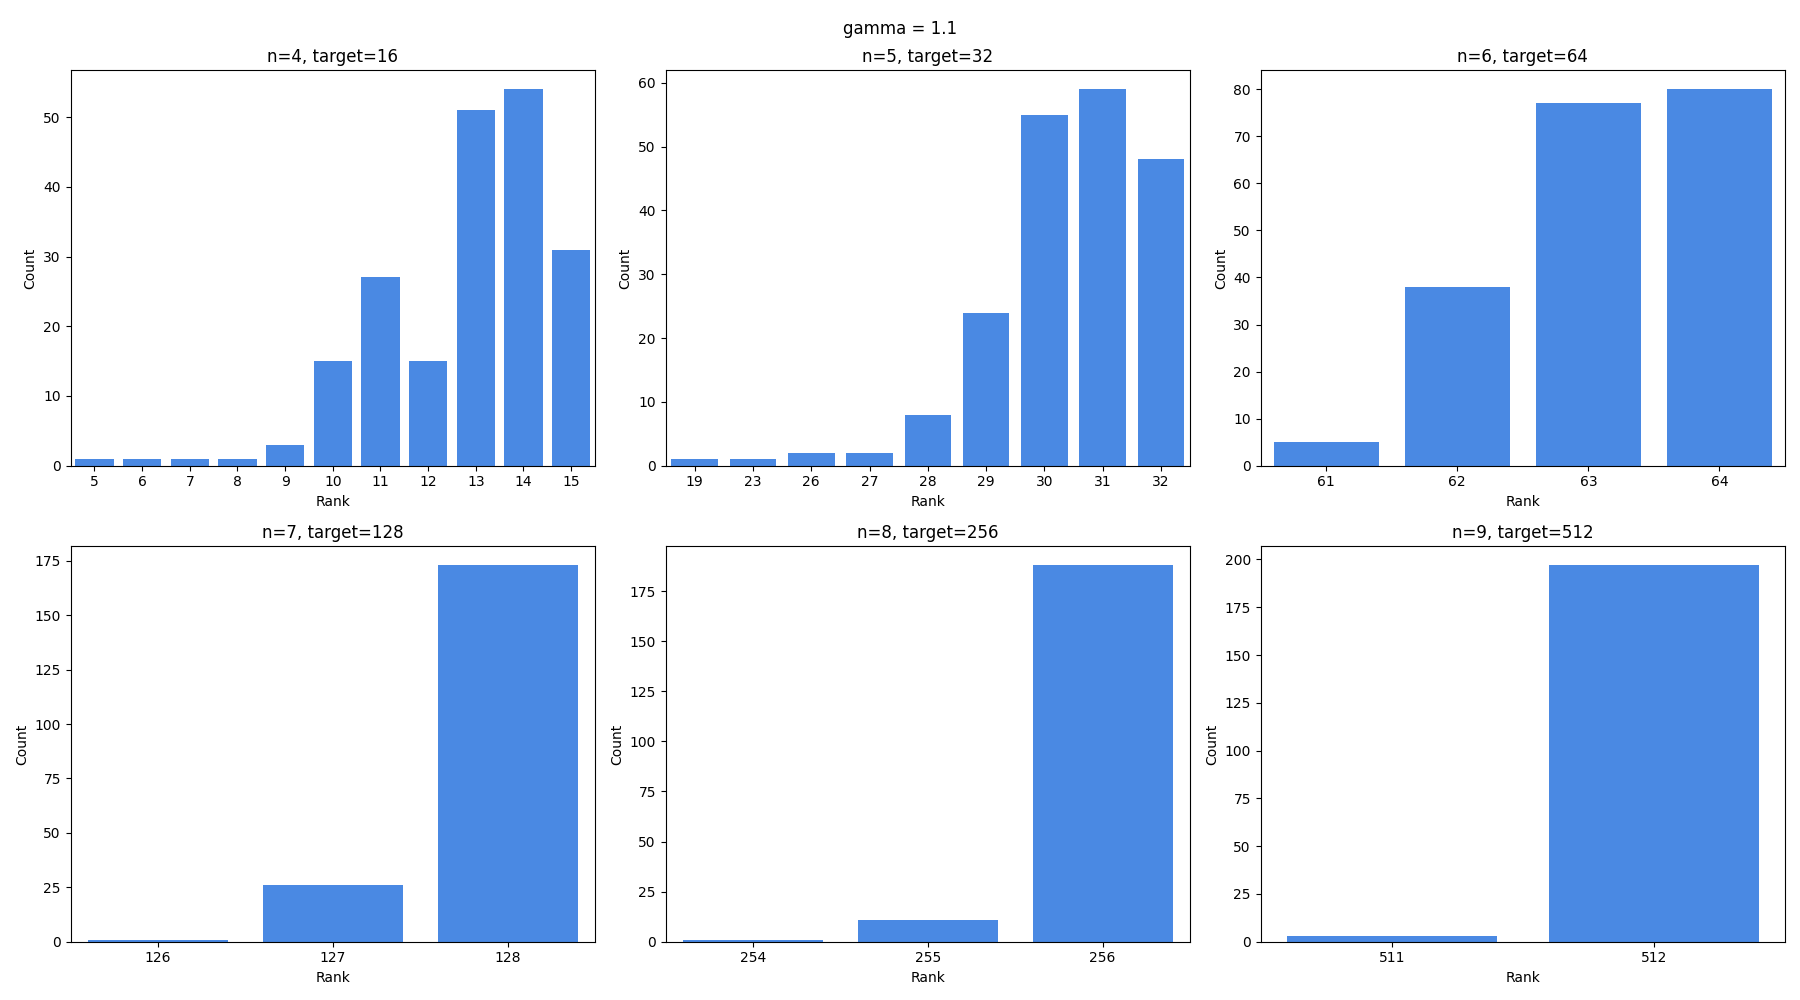 gamma = 1.1
n=4, target=16
50
40
30
20
10
0
Count
5 6 7 8 9 10 11 12 13 14 15
Rank
n=5, target=32
60
50
40
30
20
10
0
Count
19 23 26 27 28 29 30 31 32
Rank
n=6, target=64
80
70
60
50
40
30
20
10
0
Count
61 62 63 64
Rank
n=7, target=128
175
150
125
100
75
50
25
0
Count
126 127 128
Rank
n=8, target=256
175
150
125
100
75
50
25
0
Count
254 255 256
Rank
n=9, target=512
200
175
150
125
100
75
50
25
0
Count
511 512
Rank